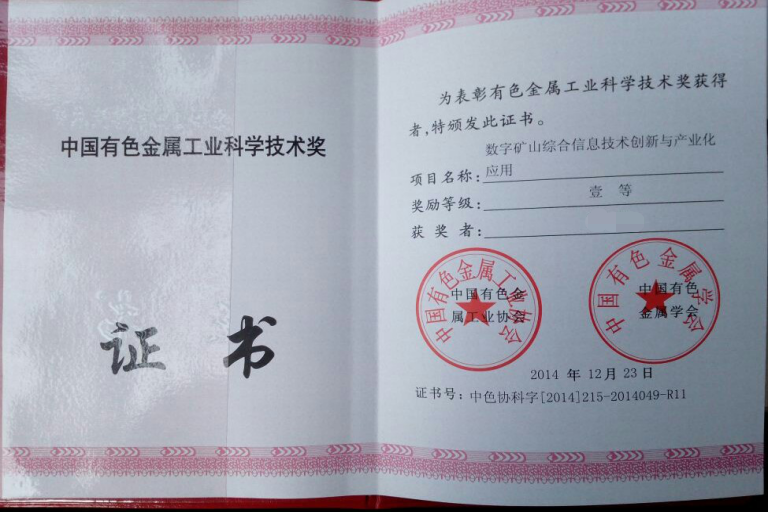 中国有色金属工业科学技术奖
证 书
为表彰有色金属工业科学技术奖获得
者,特颁发此证书。
数字矿山综合信息技术创新与产业化
项目名称: 应用
奖励等级: 壹 等
获 奖 者:
中国有色金属工业协会
中国有色金
属工业协会
中国有色金属学会
中国有色
金属学会
2014 年 12月 23日
证书号: 中色协科字[2014]215-2014049-R11